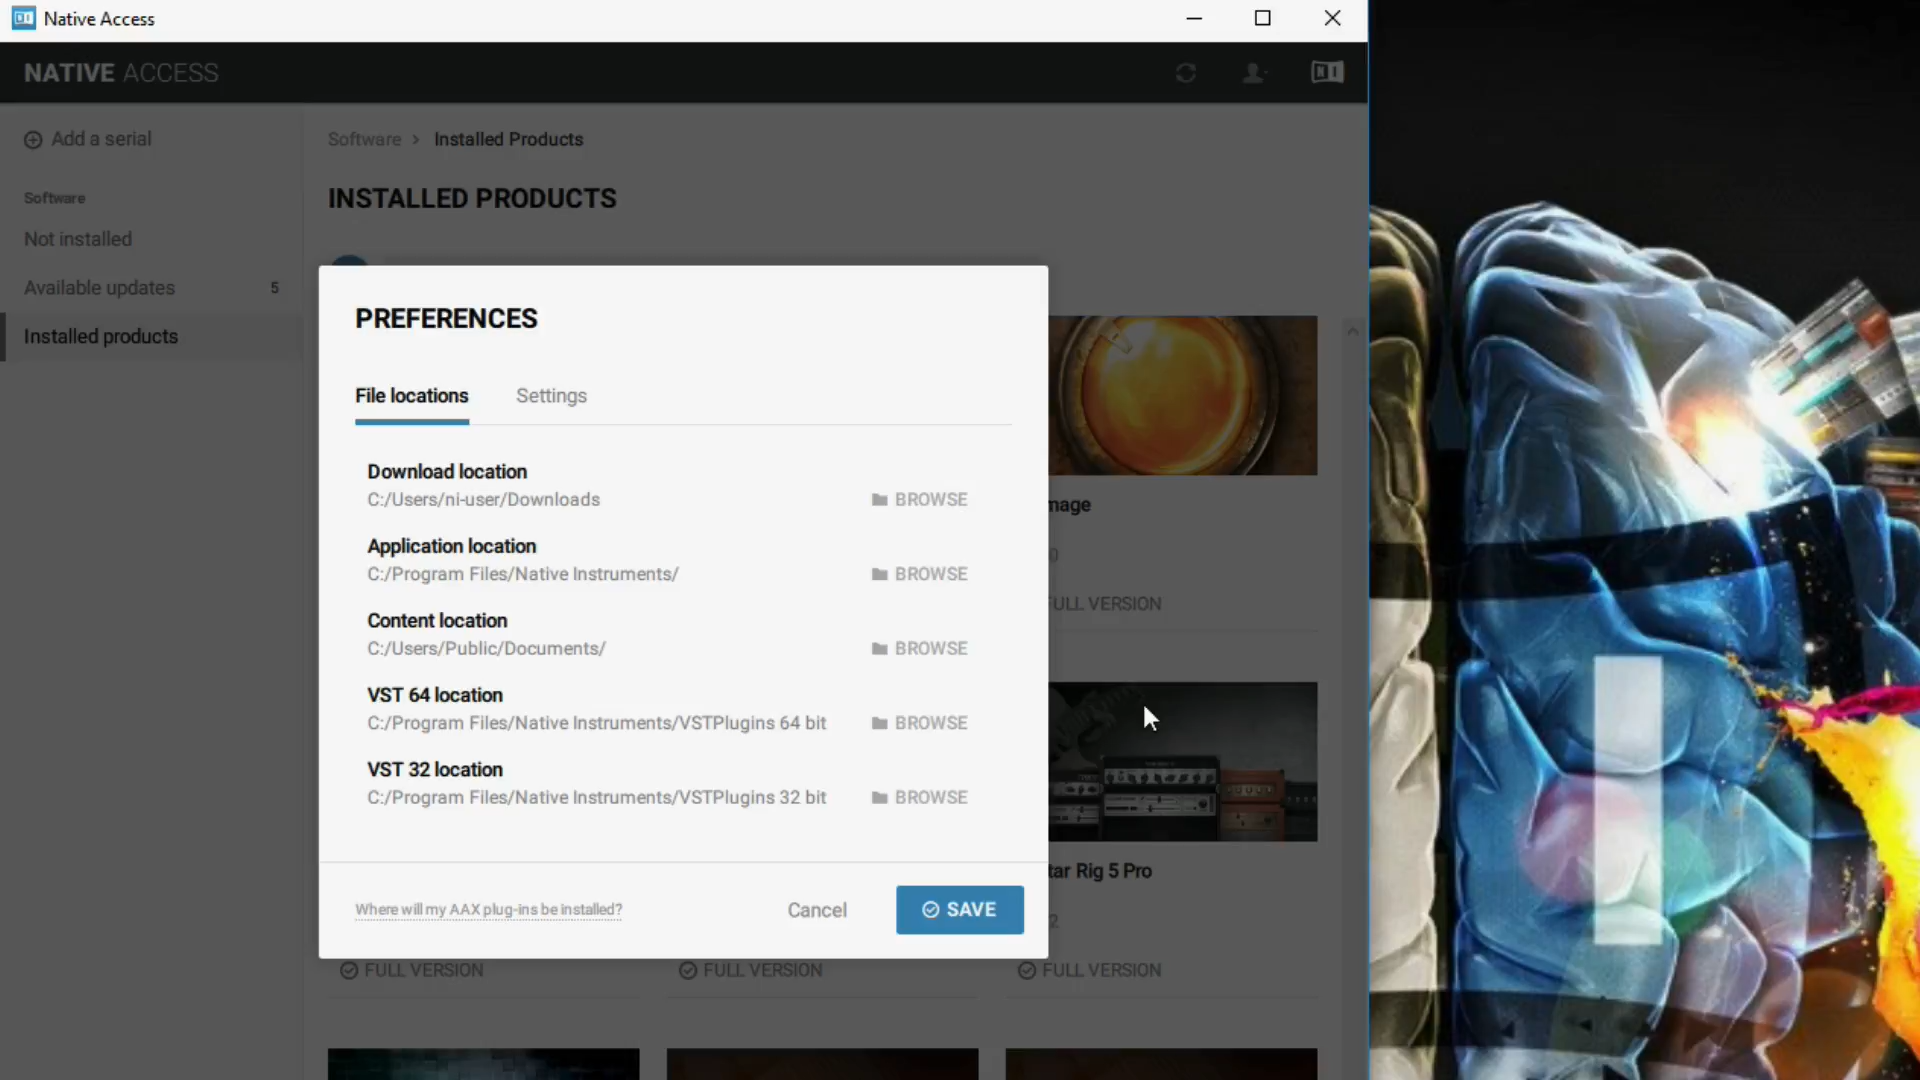 Native Access
NATIVE ACCESS
Add a serial
Software > Installed Products
Software
INSTALLED PRODUCTS
Not installed
Available updates 5
Installed products
PREFERENCES
File locations Settings
Download location
C:/Users/ni-user/Downloads BROWSE
Application location
C:/Program Files/Native Instruments/ BROWSE
Content location
C:/Users/Public/Documents/ BROWSE
VST 64 location
C:/Program Files/Native Instruments/VSTPlugins 64 bit BROWSE
VST 32 location
C:/Program Files/Native Instruments/VSTPlugins 32 bit BROWSE
Where will my AAX plug-ins be installed? Cancel SAVE
mage
0
ULL VERSION
tar Rig 5 Pro
2
FULL VERSION FULL VERSION FULL VERSION